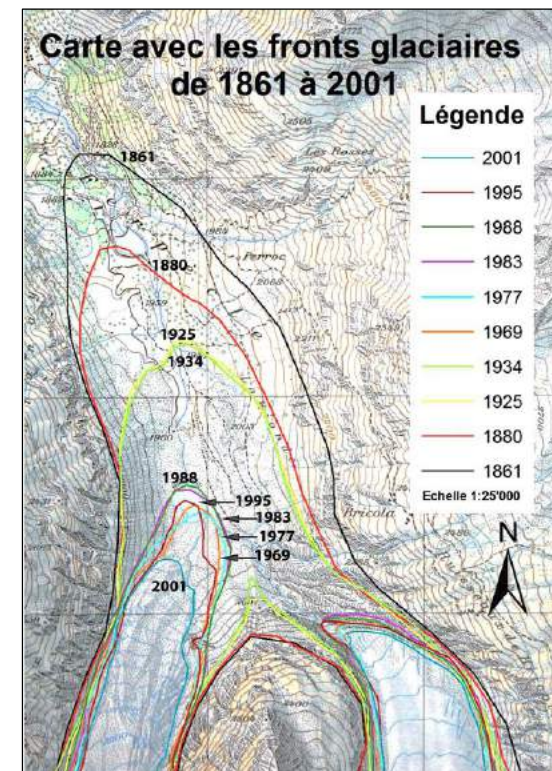 Carte avec les fronts glaciaires
de 1861 à 2001
Légende
2001
1995
1988
1983
1977
1969
1934
1925
1880
1861
Echelle 1:25'000
N
1861
1880
1925
1934
1988
1995
1983
1977
1969
2001
Les Rosses
Ferpècle
Perroc
Bricola